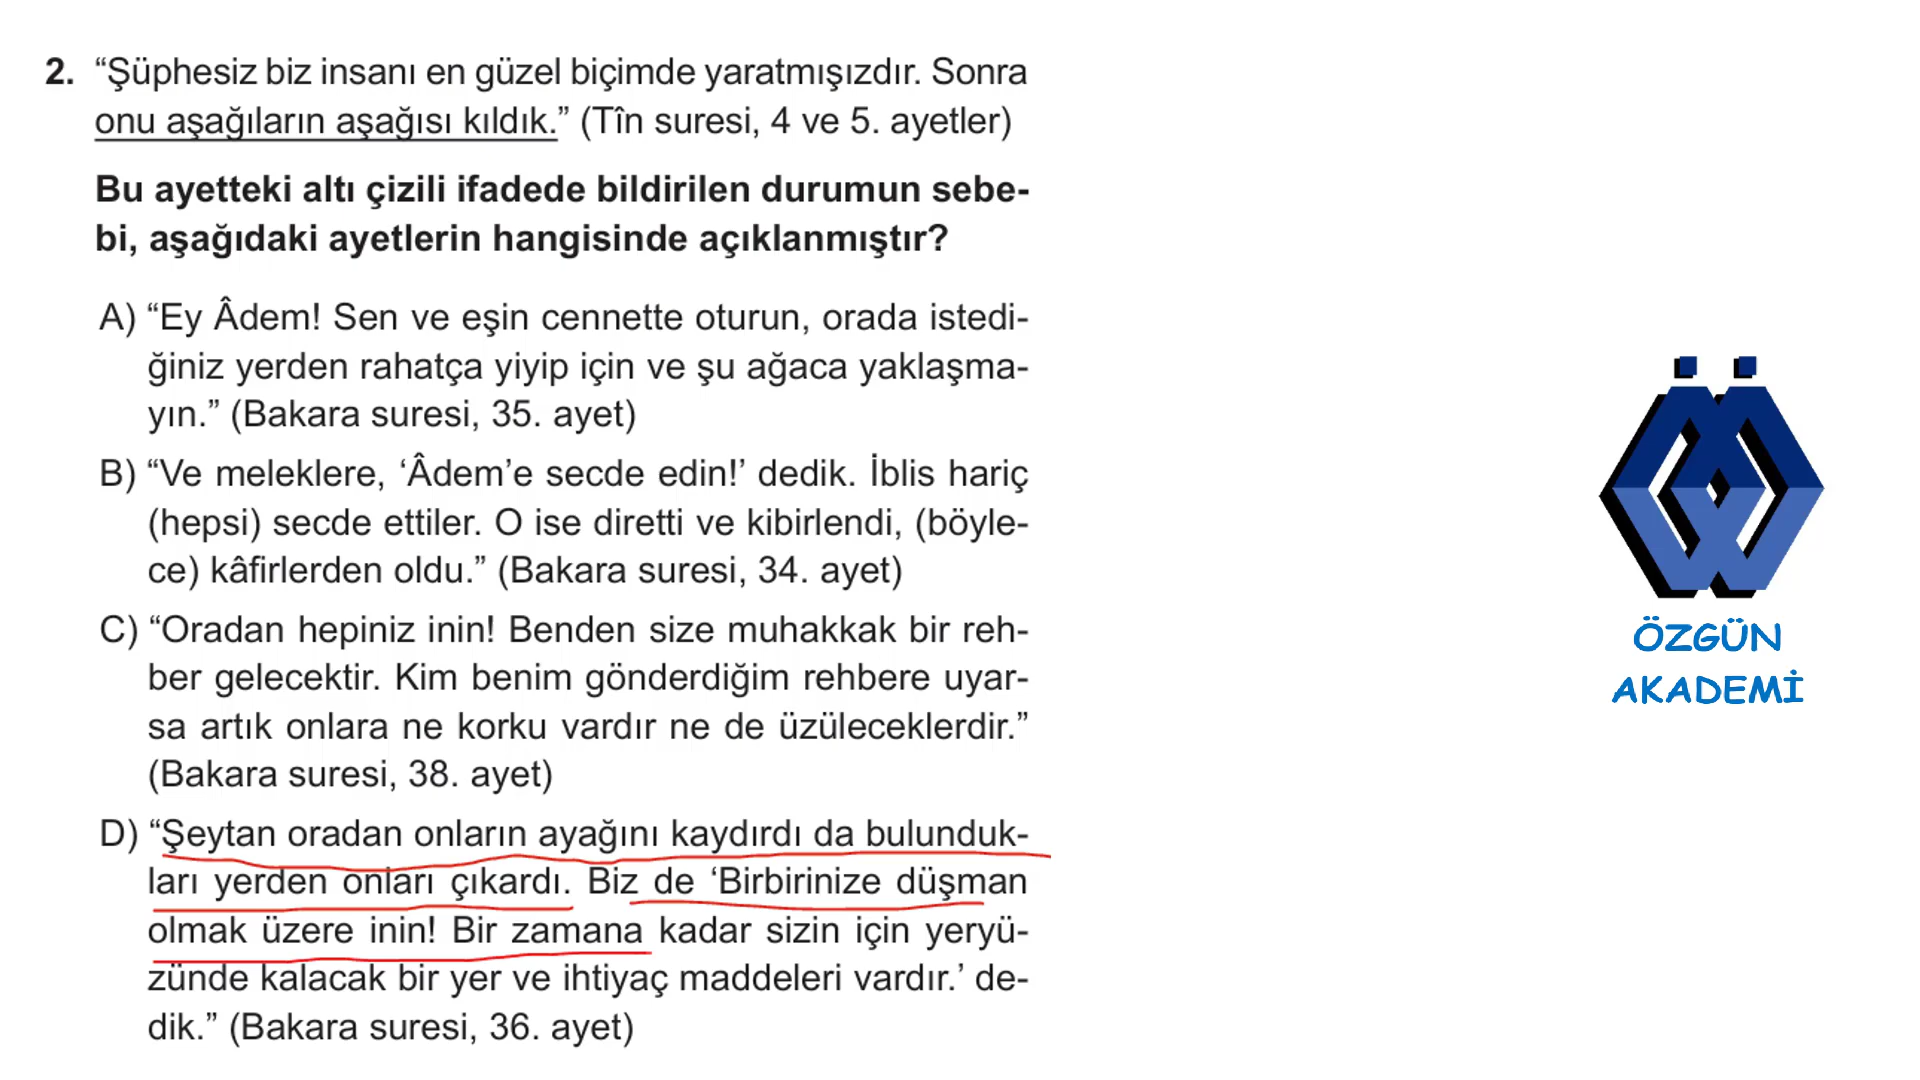 2. “Şüphesiz biz insanı en güzel biçimde yaratmışızdır. Sonra
onu aşağıların aşağısı kıldık.” (Tîn suresi, 4 ve 5. ayetler)
Bu ayetteki altı çizili ifadede bildirilen durumun sebe-
bi, aşağıdaki ayetlerin hangisinde açıklanmıştır?
A) “Ey Âdem! Sen ve eşin cennette oturun, orada istedi-
ğiniz yerden rahatça yiyip için ve şu ağaca yaklaşma-
yın.” (Bakara suresi, 35. ayet)
B) “Ve meleklere, ‘Âdem’e secde edin!’ dedik. İblis hariç
(hepsi) secde ettiler. O ise diretti ve kibirlendi, (böyle-
ce) kâfirlerden oldu.” (Bakara suresi, 34. ayet)
C) “Oradan hepiniz inin! Benden size muhakkak bir reh-
ber gelecektir. Kim benim gönderdiğim rehbere uyar-
sa artık onlara ne korku vardır ne de üzüleceklerdir.”
(Bakara suresi, 38. ayet)
D) “Şeytan oradan onların ayağını kaydırdı da bulunduk-
ları yerden onları çıkardı. Biz de ‘Birbirinize düşman
olmak üzere inin! Bir zamana kadar sizin için yeryü-
zünde kalacak bir yer ve ihtiyaç maddeleri vardır.’ de-
dik.” (Bakara suresi, 36. ayet)
ÖZGÜN
AKADEMİ